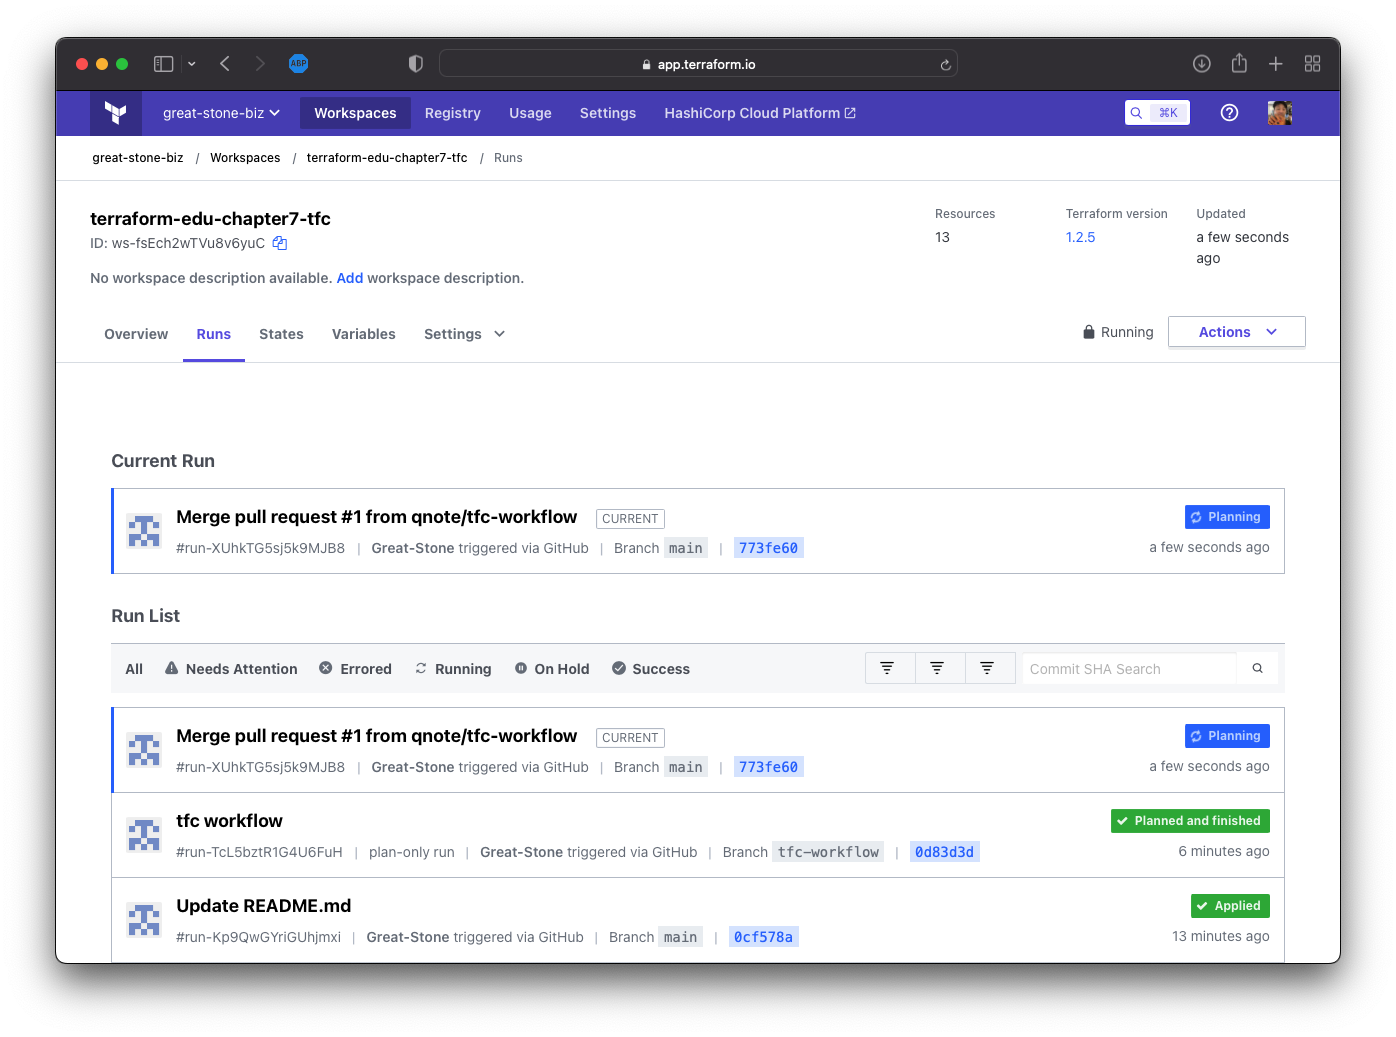 ABP
app.terraform.io
great-stone-biz Workspaces Registry Usage Settings HashiCorp Cloud Platform ⌘K
great-stone-biz / Workspaces / terraform-edu-chapter7-tfc / Runs
terraform-edu-chapter7-tfc
ID: ws-fsEch2wTVu8v6yuC
No workspace description available. Add workspace description.
Resources
13
Terraform version
1.2.5
Updated
a few seconds
ago
Overview Runs States Variables Settings
Running Actions
Current Run
Merge pull request #1 from qnote/tfc-workflow CURRENT Planning
#run-XUhkTG5sj5k9MJB8 | Great-Stone triggered via GitHub | Branch main | 773fe60 a few seconds ago
Run List
All Needs Attention Errored Running On Hold Success Commit SHA Search
Merge pull request #1 from qnote/tfc-workflow CURRENT Planning
#run-XUhkTG5sj5k9MJB8 | Great-Stone triggered via GitHub | Branch main | 773fe60 a few seconds ago
tfc workflow Planned and finished
#run-TcL5bztR1G4U6FuH | plan-only run | Great-Stone triggered via GitHub | Branch tfc-workflow | 0d83d3d 6 minutes ago
Update README.md Applied
#run-Kp9QwGYriGUhjmxi | Great-Stone triggered via GitHub | Branch main | 0cf578a 13 minutes ago